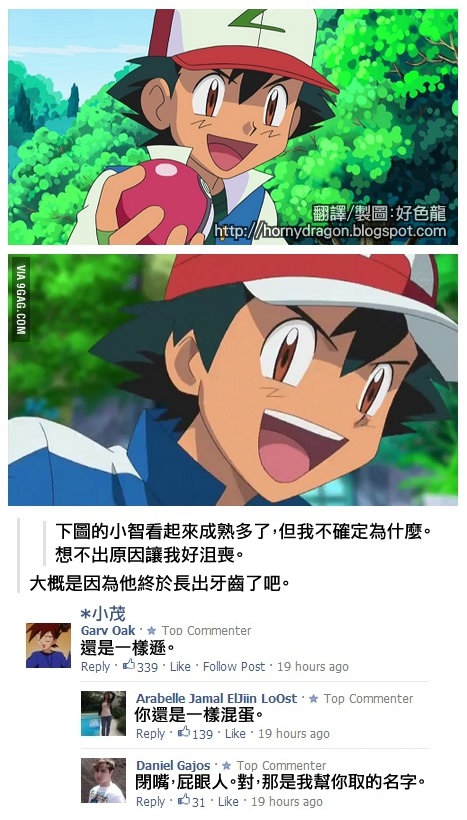 翻譯/製圖:好色龍
http://hornydragon.blogspot.com
VIA 9GAG.COM
下圖的小智看起來成熟多了,但我不確定為什麼。
想不出原因讓我好沮喪。
大概是因為他終於長出牙齒了吧。
*小茂
Gary Oak · ★ Top Commenter
還是一樣遜。
Reply · 339 · Like · Follow Post · 19 hours ago
Arabelle Jamal ElJiin LoOst · ★ Top Commenter
你還是一樣混蛋。
Reply · 139 · Like · 19 hours ago
Daniel Gajos · ★ Top Commenter
閉嘴,屁眼人。對,那是我幫你取的名字。
Reply · 31 · Like · 19 hours ago